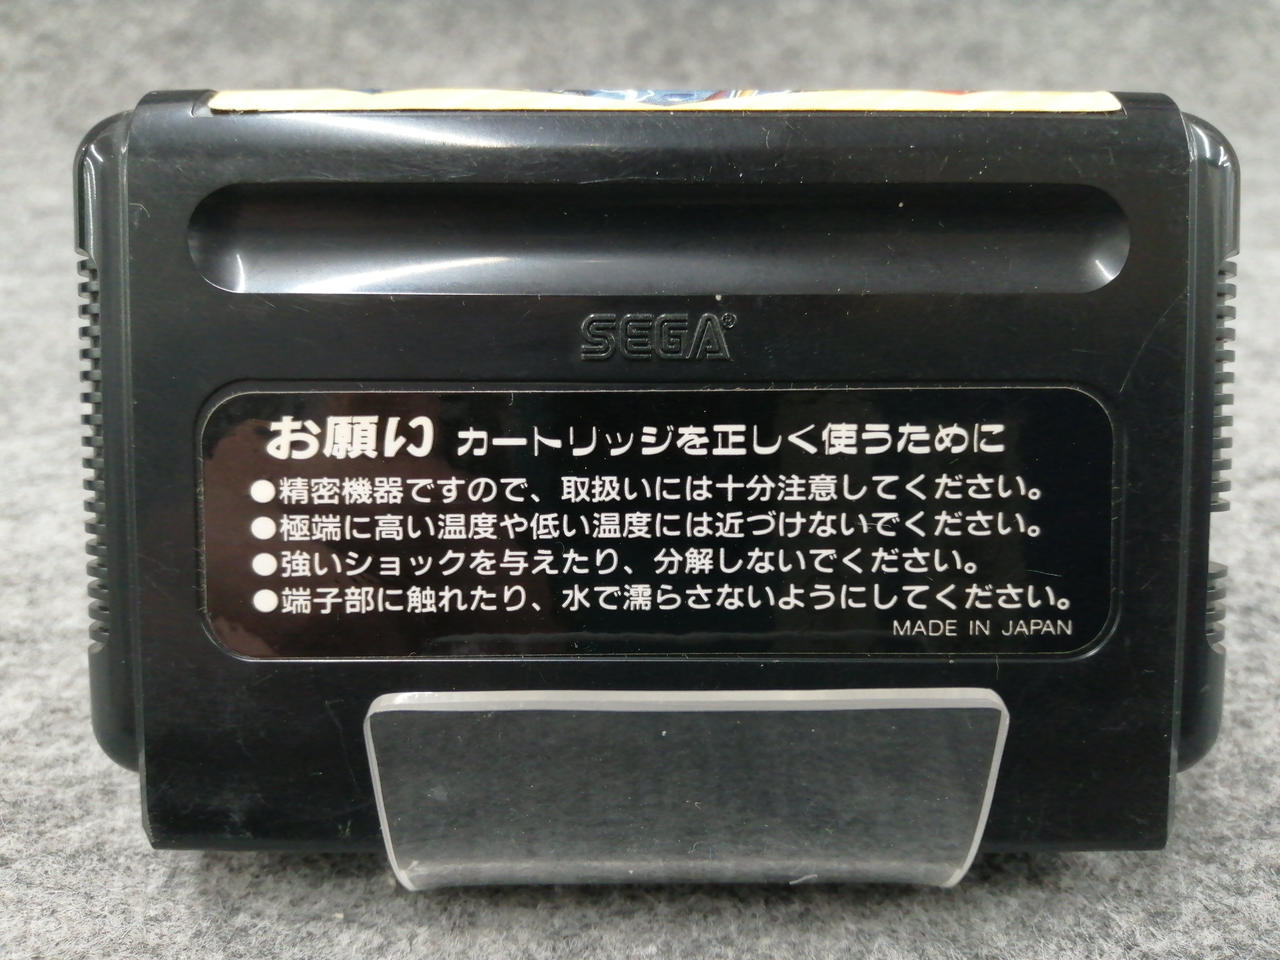 SEGA®
お願い カートリッジを正しく使うために
●精密機器ですので、取扱いには十分注意してください。
●極端に高い温度や低い温度には近づけないでください。
●強いショックを与えたり、分解しないでください。
●端子部に触れたり、水で濡らさないようにしてください。
MADE IN JAPAN